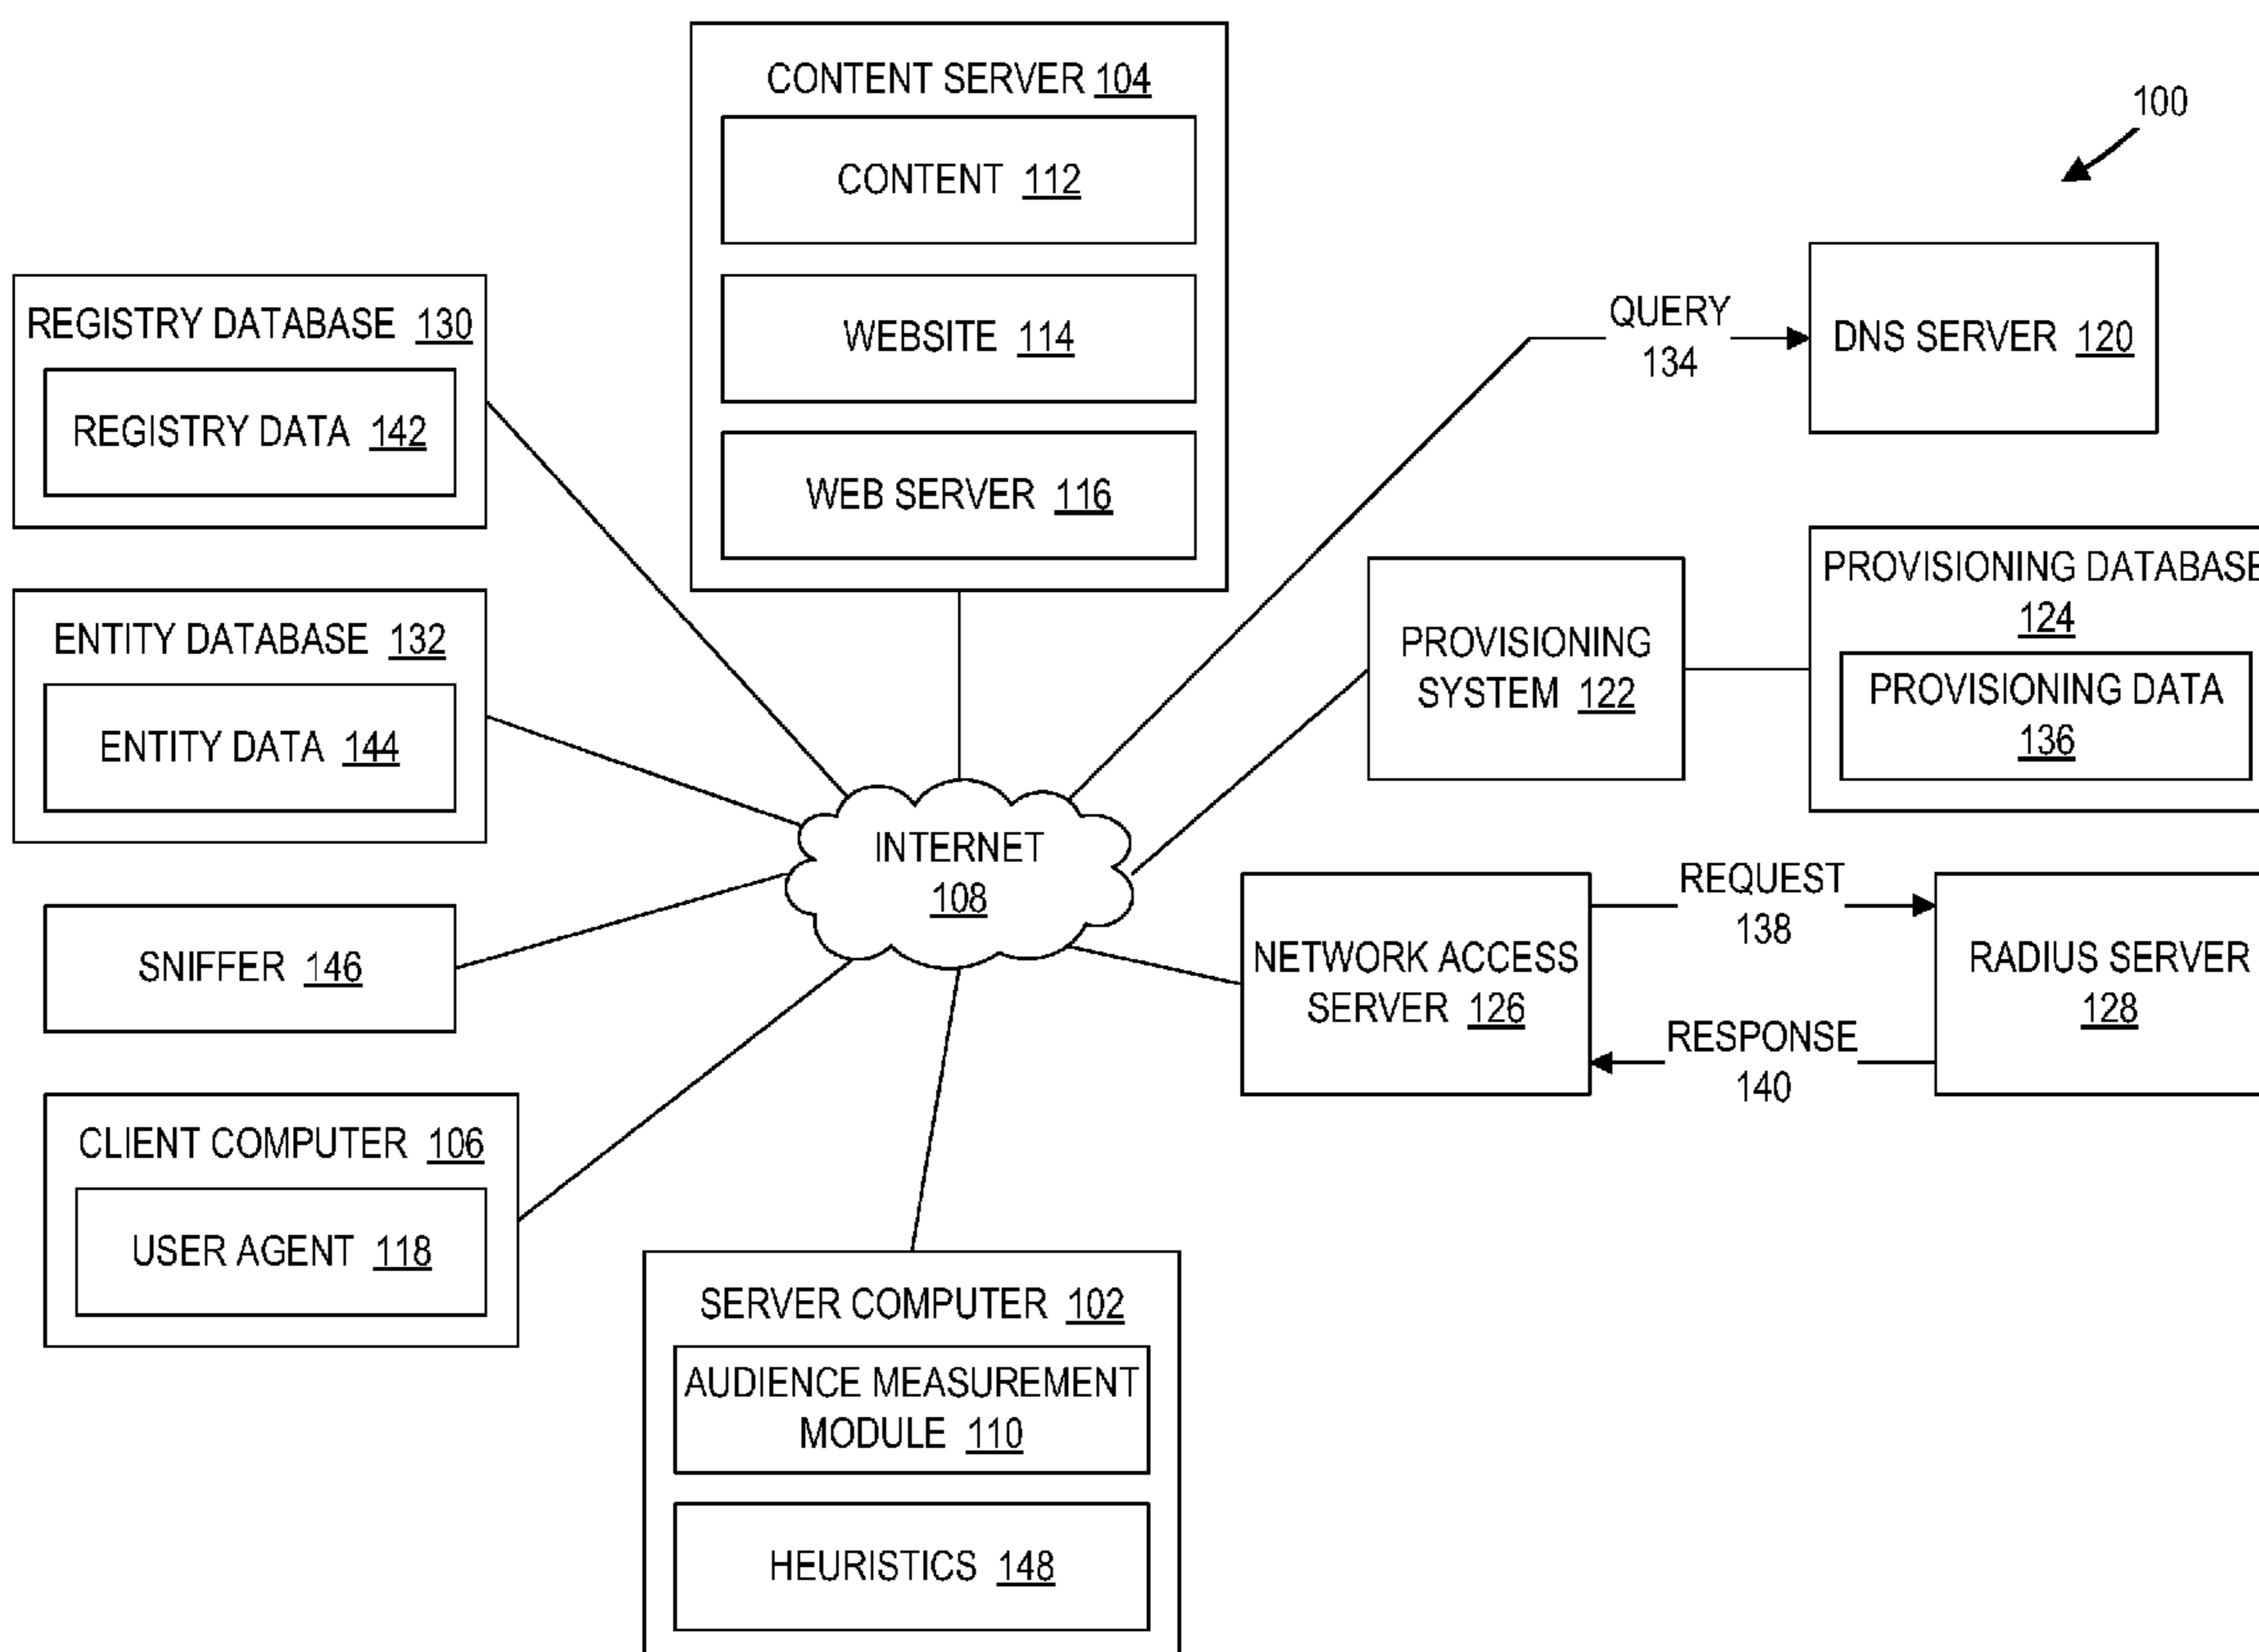 CONTENT SERVER 104
CONTENT 112
WEBSITE 114
WEB SERVER 116
100
REGISTRY DATABASE 130
REGISTRY DATA 142
QUERY
134
DNS SERVER 120
ENTITY DATABASE 132
ENTITY DATA 144
PROVISIONING
SYSTEM 122
PROVISIONING DATABASE
124
PROVISIONING DATA
136
INTERNET
108
SNIFFER 146
NETWORK ACCESS
SERVER 126
REQUEST
138
RESPONSE
140
RADIUS SERVER
128
CLIENT COMPUTER 106
USER AGENT 118
SERVER COMPUTER 102
AUDIENCE MEASUREMENT
MODULE 110
HEURISTICS 148